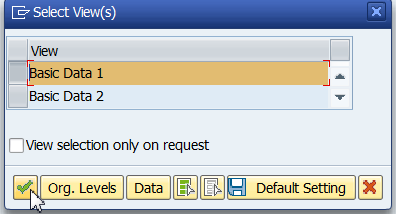 Select View(s)
View
Basic Data 1
Basic Data 2
View selection only on request
Org. Levels Data Default Setting